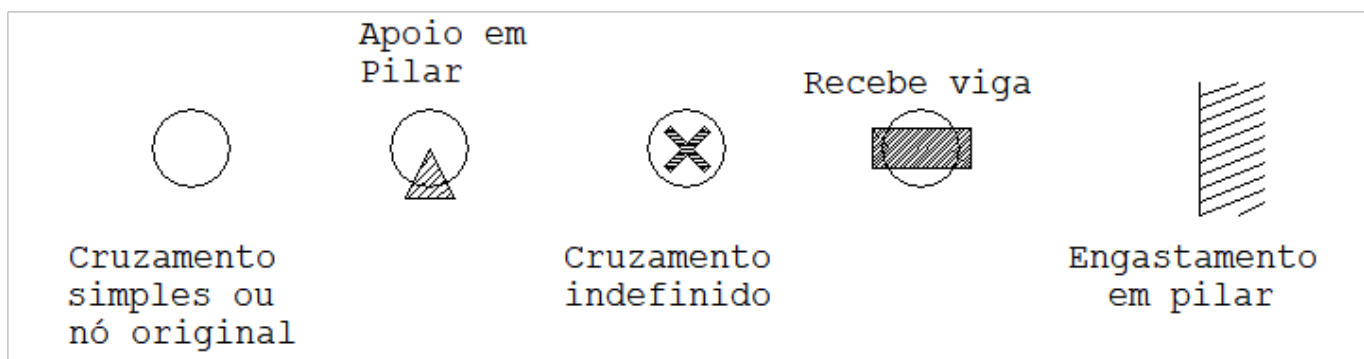 Apoio em
Pilar
Recebe viga
Cruzamento
simples ou
nó original
Cruzamento
indefinido
Engastamento
em pilar